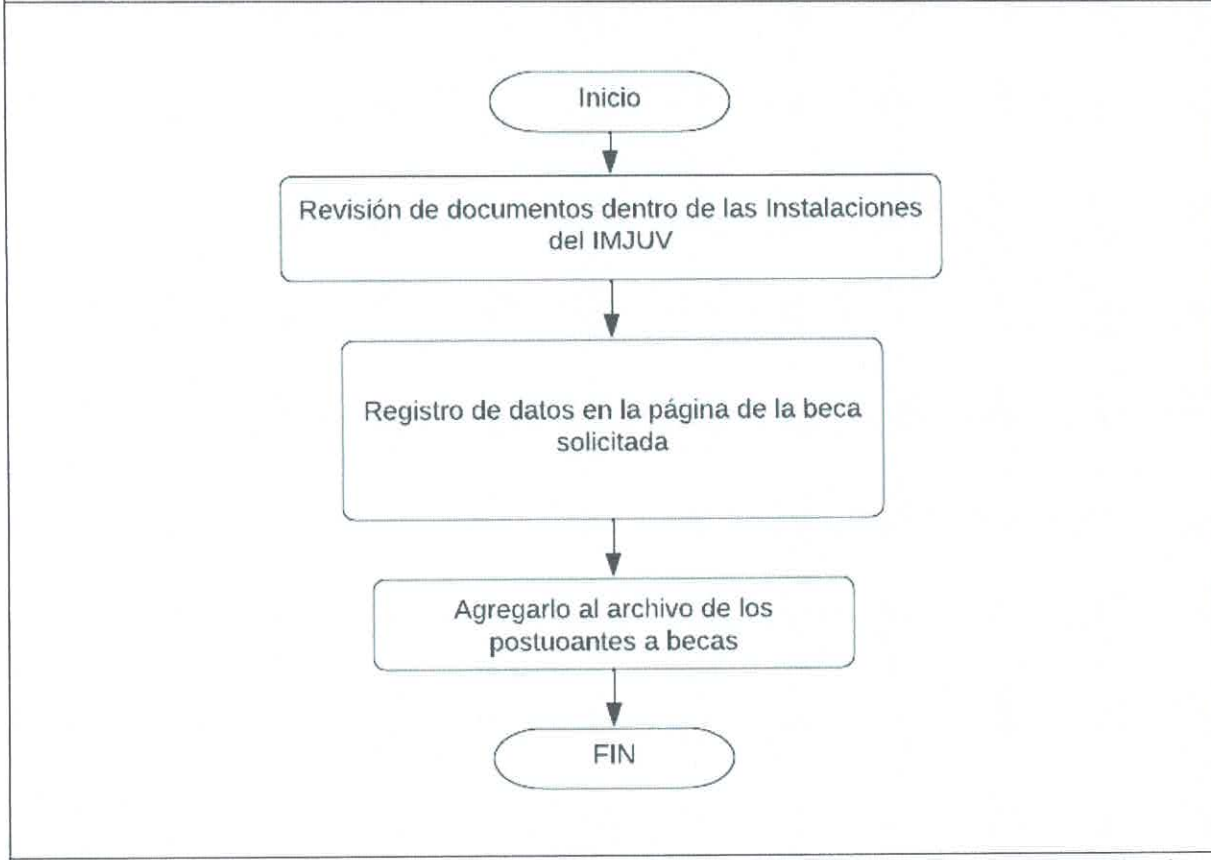 Inicio
Revisión de documentos dentro de las Instalaciones
del IMJUV
Registro de datos en la página de la beca
solicitada
Agregarlo al archivo de los
postuoantes a becas
FIN